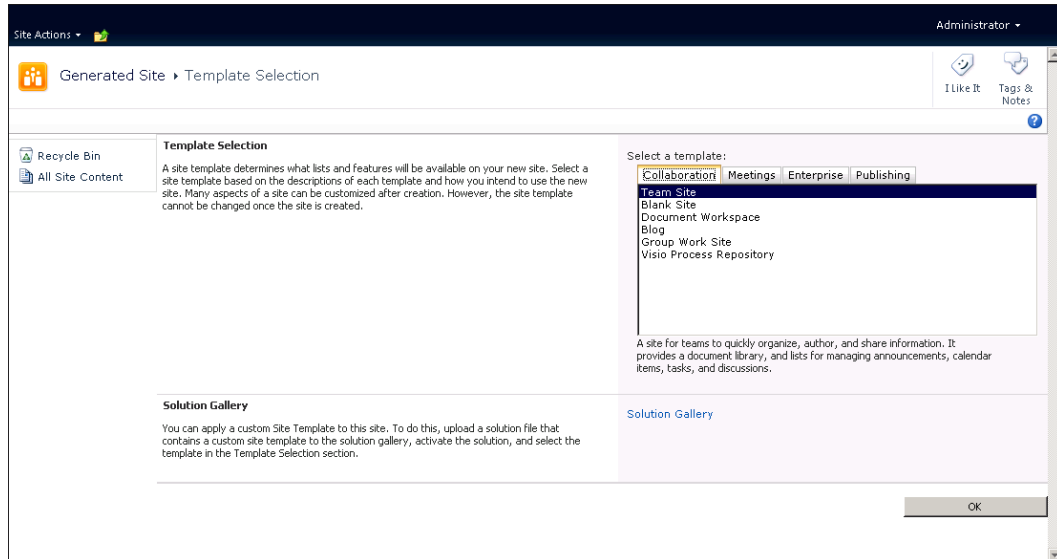 Administrator
Site Actions
Generated Site ▸ Template Selection
I Like It
Tags &
Notes
Recycle Bin
All Site Content
Template Selection
A site template determines what lists and features will be available on your new site. Select a
site template based on the descriptions of each template and how you intend to use the new
site. Many aspects of a site can be customized after creation. However, the site template
cannot be changed once the site is created.
Select a template:
Collaboration Meetings Enterprise Publishing
Team Site
Blank Site
Document Workspace
Blog
Group Work Site
Visio Process Repository
A site for teams to quickly organize, author, and share information. It
provides a document library, and lists for managing announcements, calendar
items, tasks, and discussions.
Solution Gallery
You can apply a custom Site Template to this site. To do this, upload a solution file that
contains a custom site template to the solution gallery, activate the solution, and select the
template in the Template Selection section.
Solution Gallery
OK